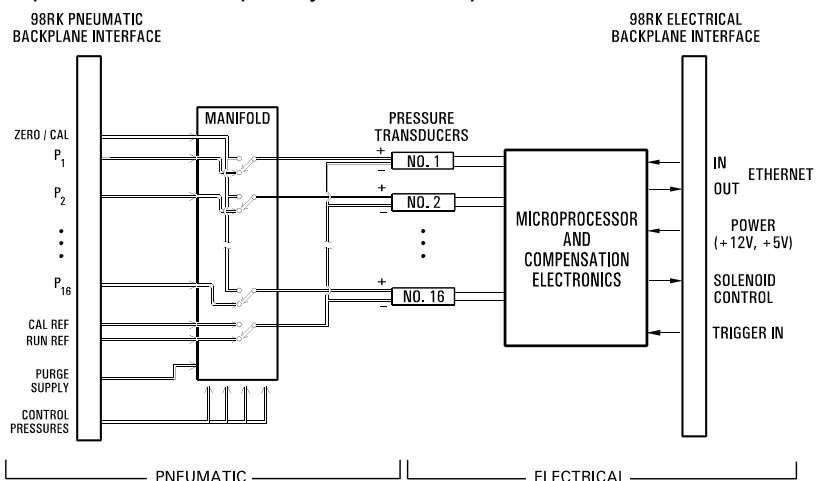 98RK PNEUMATIC
BACKPLANE INTERFACE
98RK ELECTRICAL
BACKPLANE INTERFACE
MANIFOLD
PRESSURE
TRANSDUCERS
ZERO / CAL
P1
P2
P16
CAL REF
RUN REF
PURGE
SUPPLY
CONTROL
PRESSURES
+
NO. 1
–
+
NO. 2
–
+
NO. 16
–
MICROPROCESSOR
AND
COMPENSATION
ELECTRONICS
IN
OUT
ETHERNET
POWER
(+12V, +5V)
SOLENOID
CONTROL
TRIGGER IN
PNEUMATIC
ELECTRICAL